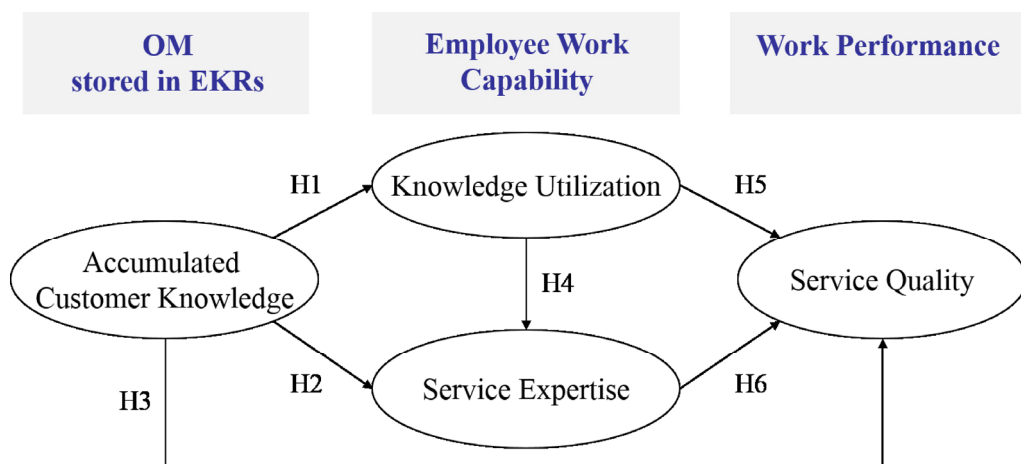 OM
stored in EKRs
Employee Work
Capability
Work Performance
H1
Knowledge Utilization
H5
Accumulated
Customer Knowledge
H4
Service Quality
H2
Service Expertise
H6
H3